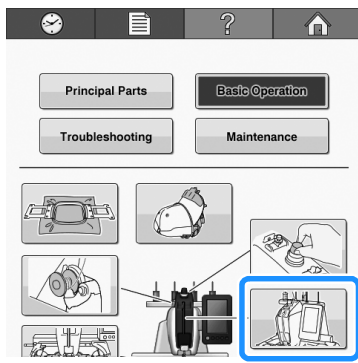 ?
Principal Parts
Basic Operation
Troubleshooting
Maintenance